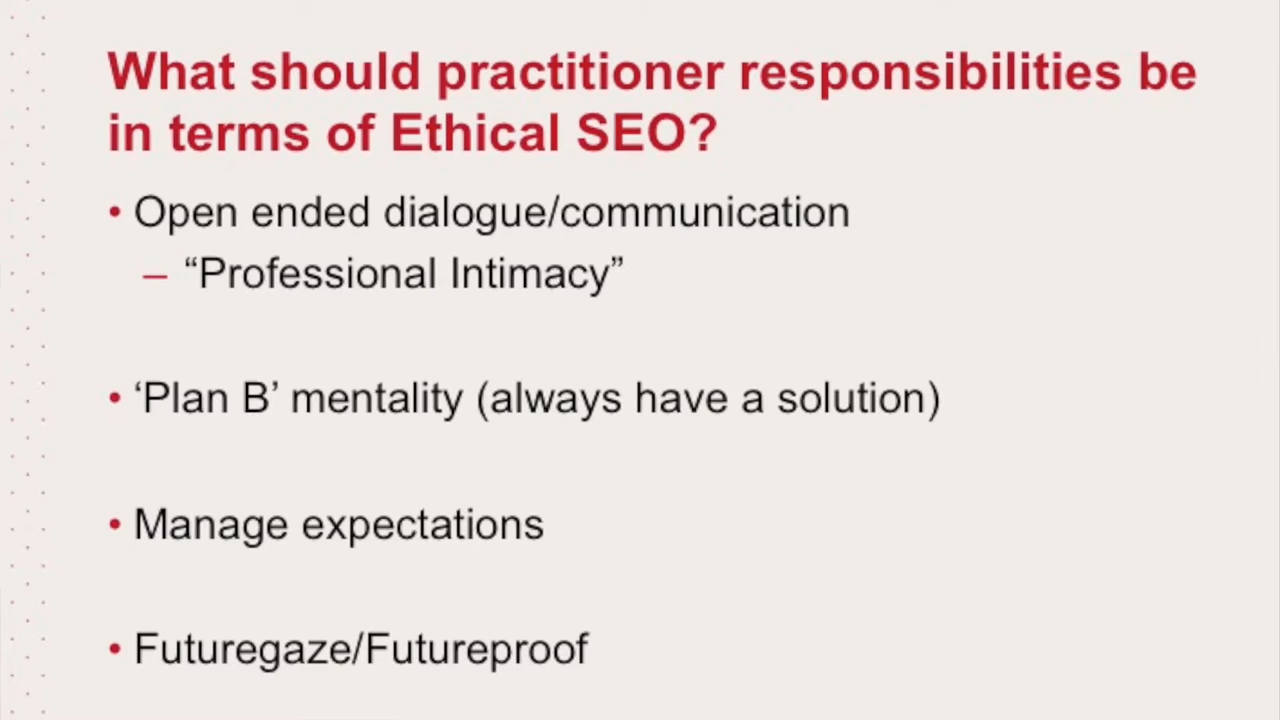 What should practitioner responsibilities be
in terms of Ethical SEO?
• Open ended dialogue/communication
– “Professional Intimacy”
• ‘Plan B’ mentality (always have a solution)
• Manage expectations
• Futuregaze/Futureproof